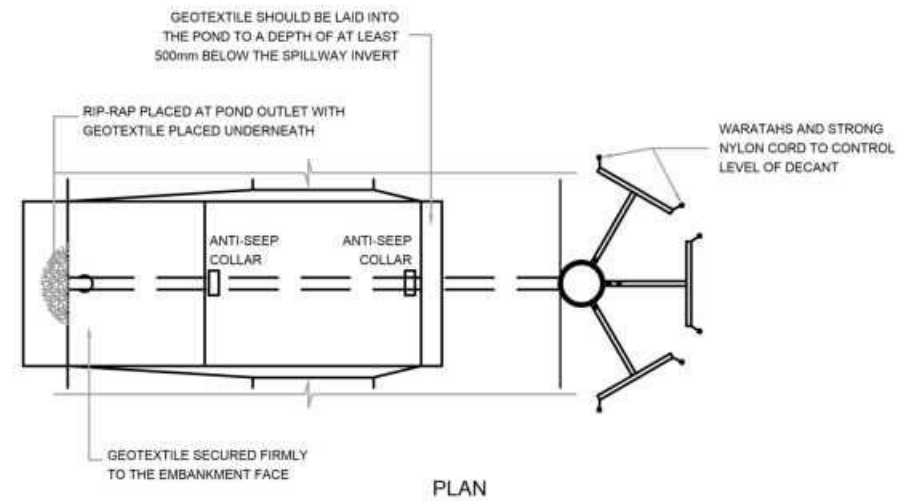 GEOTEXTILE SHOULD BE LAID INTO
THE POND TO A DEPTH OF AT LEAST
500mm BELOW THE SPILLWAY INVERT
RIP-RAP PLACED AT POND OUTLET WITH
GEOTEXTILE PLACED UNDERNEATH
WARATAHS AND STRONG
NYLON CORD TO CONTROL
LEVEL OF DECANT
ANTI-SEEP
COLLAR
ANTI-SEEP
COLLAR
GEOTEXTILE SECURED FIRMLY
TO THE EMBANKMENT FACE
PLAN